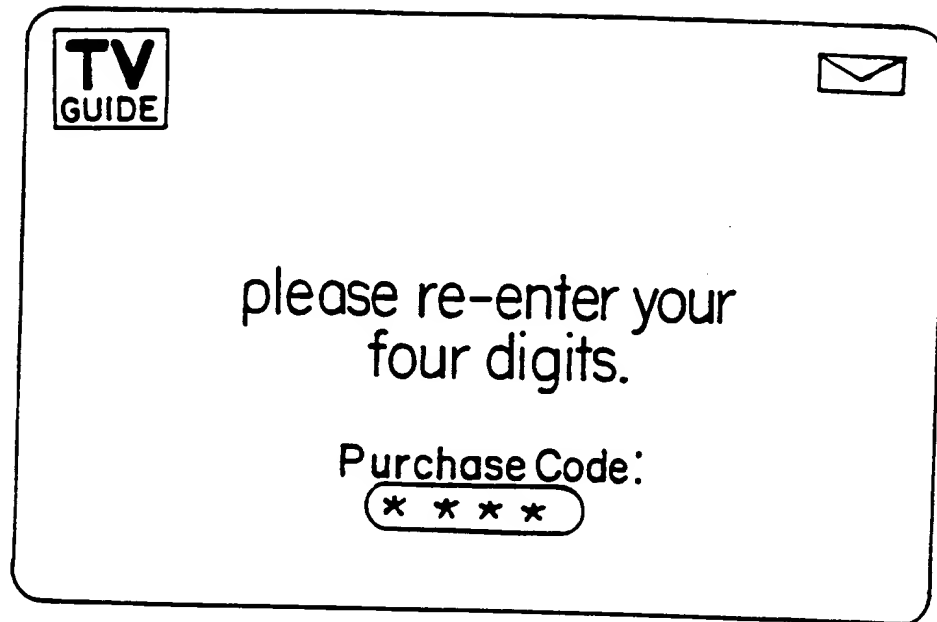 TV
GUIDE
please re-enter your
four digits.
Purchase Code:
* * * *